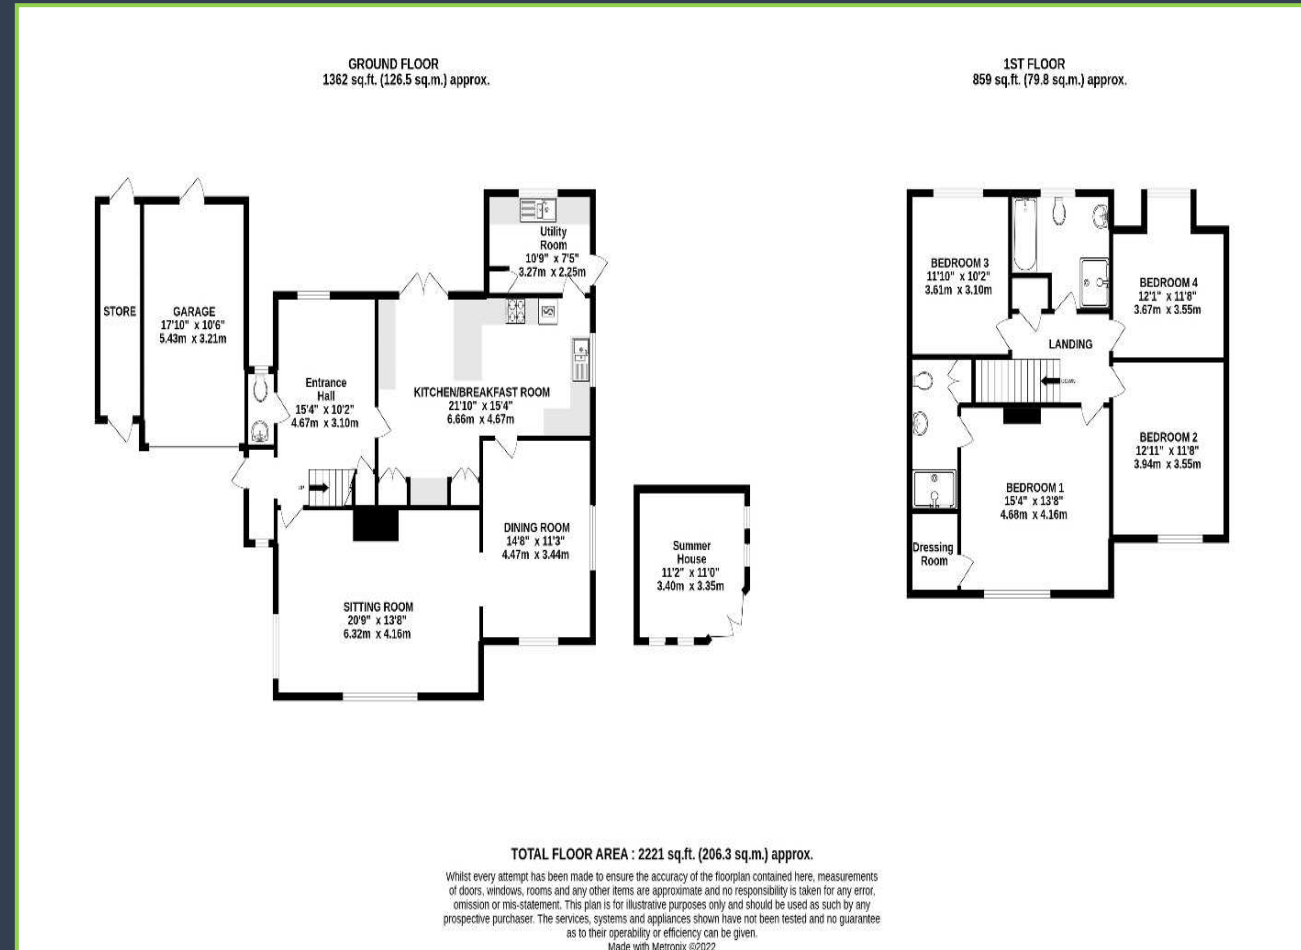 GROUND FLOOR
1362 sq.ft. (126.5 sq.m.) approx.
1ST FLOOR
859 sq.ft. (79.8 sq.m.) approx.
STORE
GARAGE
17'10" x 10'6"
5.43m x 3.21m
Utility
Room
10'9" x 7'5"
3.27m x 2.25m
Entrance
Hall
15'4" x 10'2"
4.67m x 3.10m
KITCHEN/BREAKFAST ROOM
21'10" x 15'4"
6.66m x 4.67m
UP
DINING ROOM
14'8" x 11'3"
4.47m x 3.44m
SITTING ROOM
20'9" x 13'8"
6.32m x 4.16m
Summer
House
11'2" x 11'0"
3.40m x 3.35m
BEDROOM 3
11'10" x 10'2"
3.61m x 3.10m
BEDROOM 4
12'1" x 11'8"
3.67m x 3.55m
LANDING
DOWN
BEDROOM 2
12'11" x 11'8"
3.94m x 3.55m
BEDROOM 1
15'4" x 13'8"
4.68m x 4.16m
Dressing
Room
TOTAL FLOOR AREA : 2221 sq.ft. (206.3 sq.m.) approx.
Whilst every attempt has been made to ensure the accuracy of the floorplan contained here, measurements
of doors, windows, rooms and any other items are approximate and no responsibility is taken for any error,
omission or mis-statement. This plan is for illustrative purposes only and should be used as such by any
prospective purchaser. The services, systems and appliances shown have not been tested and no guarantee
as to their operability or efficiency can be given.
Made with Metropix ©2022